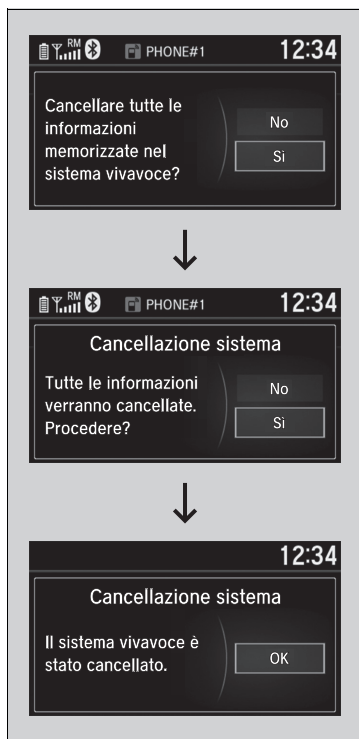 RM
PHONE#1
12:34
Cancellare tutte le
informazioni
memorizzate nel
sistema vivavoce?
No
Sì
RM
PHONE#1
12:34
Cancellazione sistema
Tutte le informazioni
verranno cancellate.
Procedere?
No
Sì
12:34
Cancellazione sistema
Il sistema vivavoce è
stato cancellato.
OK